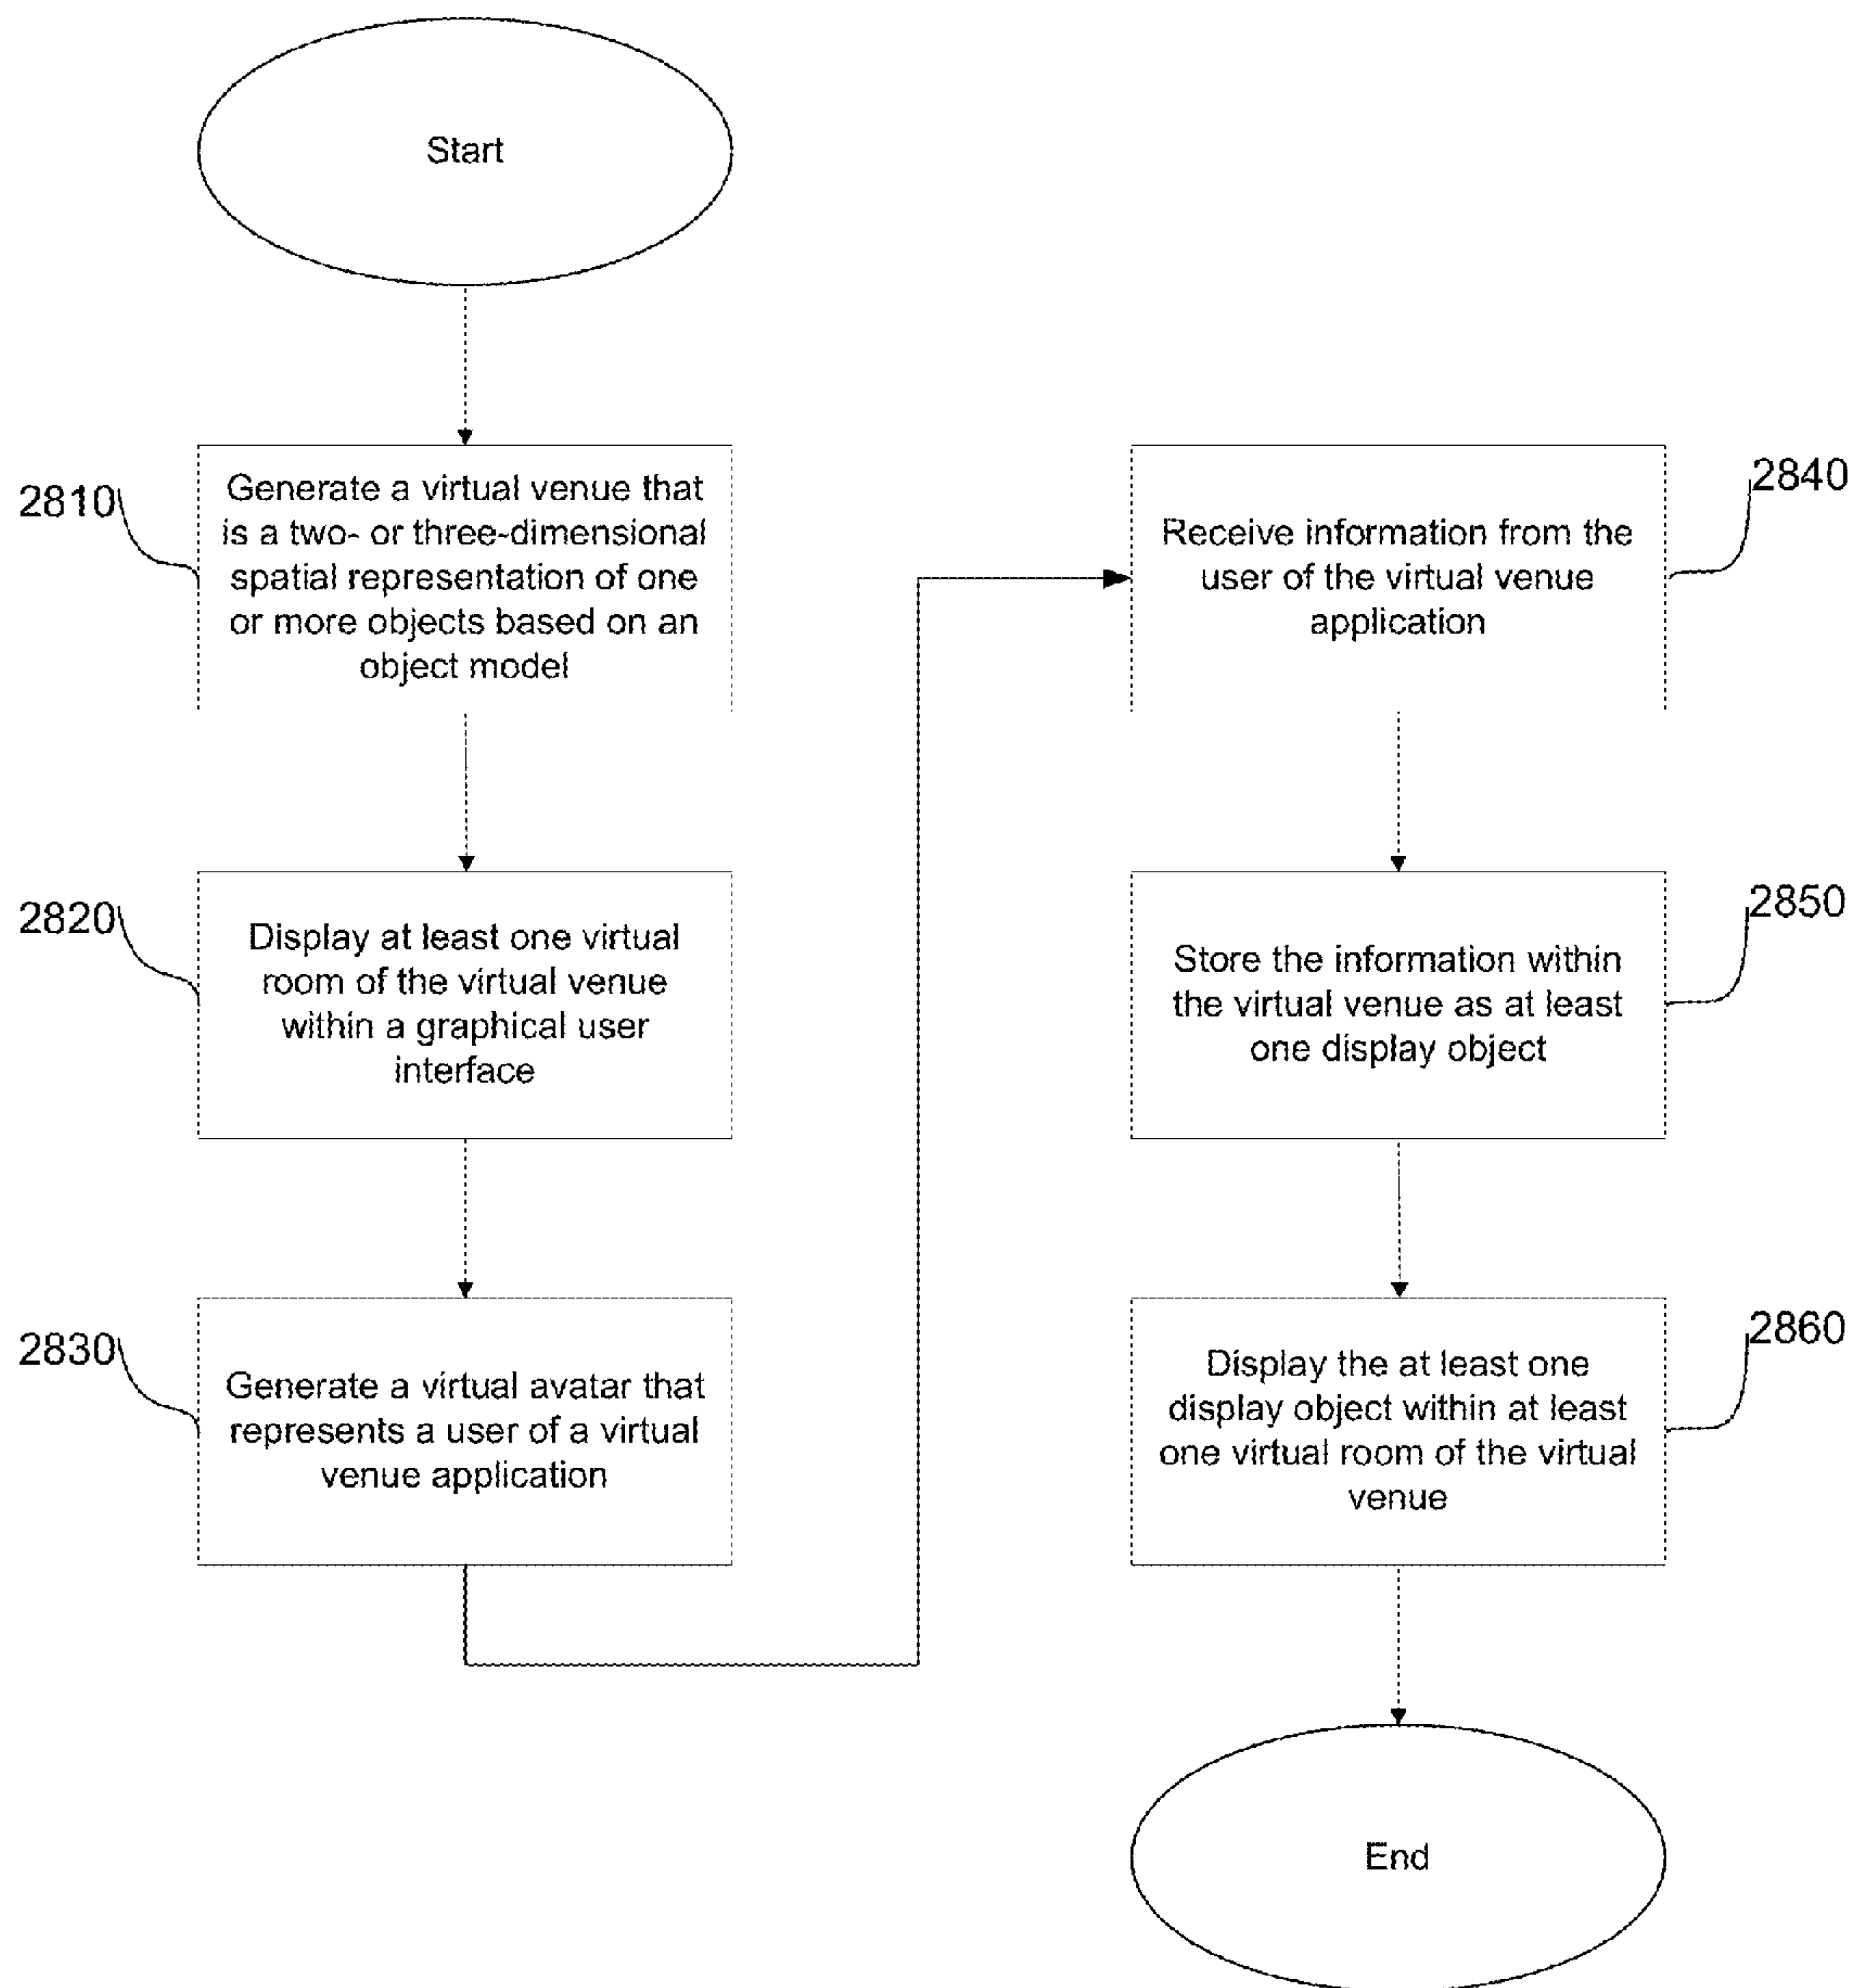 Start
2810
Generate a virtual venue that
is a two- or three-dimensional
spatial representation of one
or more objects based on an
object model
2820
Display at least one virtual
room of the virtual venue
within a graphical user
interface
2830
Generate a virtual avatar that
represents a user of a virtual
venue application
2840
Receive information from the
user of the virtual venue
application
2850
Store the information within
the virtual venue as at least
one display object
2860
Display the at least one
display object within at least
one virtual room of the virtual
venue
End